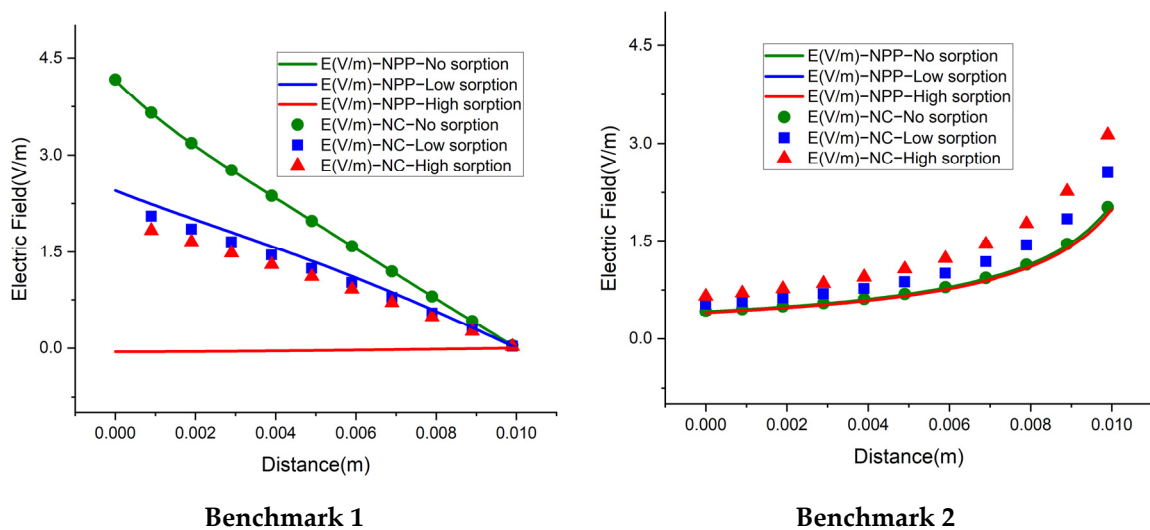 4.5
3.0
1.5
0.0
Electric Field(V/m)
E(V/m)−NPP−No sorption
E(V/m)−NPP−Low sorption
E(V/m)−NPP−High sorption
E(V/m)−NC−No sorption
E(V/m)−NC−Low sorption
E(V/m)−NC−High sorption
0.000 0.002 0.004 0.006 0.008 0.010
Distance(m)
Benchmark 1
4.5
3.0
1.5
0.0
Electric Field(V/m)
E(V/m)−NPP−No sorption
E(V/m)−NPP−Low sorption
E(V/m)−NPP−High sorption
E(V/m)−NC−No sorption
E(V/m)−NC−Low sorption
E(V/m)−NC−High sorption
0.000 0.002 0.004 0.006 0.008 0.010
Distance(m)
Benchmark 2